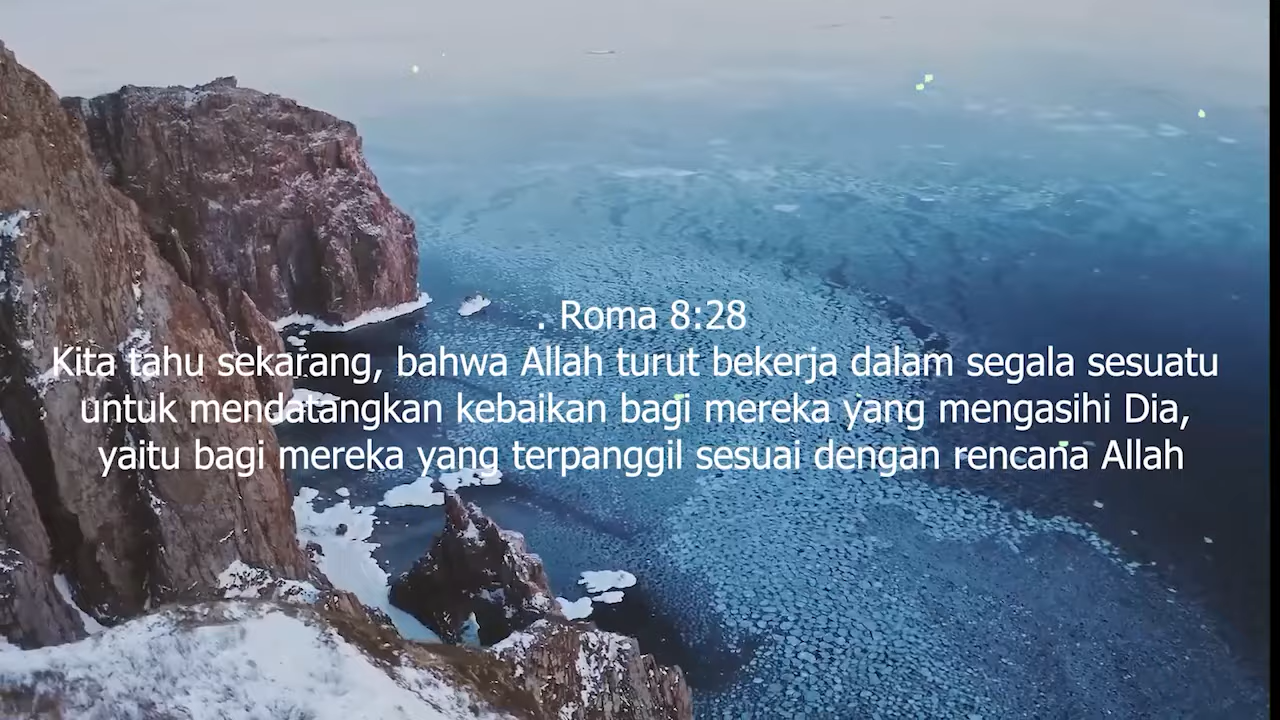 . Roma 8:28
Kita tahu sekarang, bahwa Allah turut bekerja dalam segala sesuatu
untuk mendatangkan kebaikan bagi mereka yang mengasihi Dia,
yaitu bagi mereka yang terpanggil sesuai dengan rencana Allah